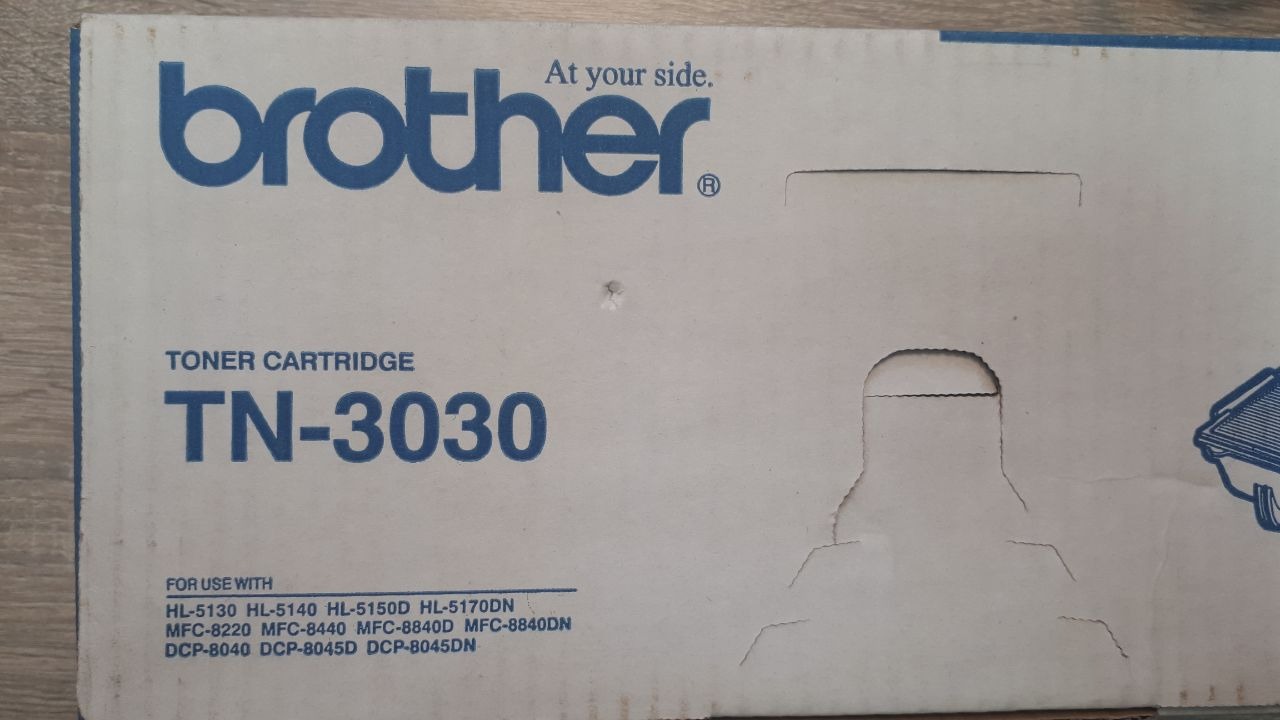 At your side.
brother®
TONER CARTRIDGE
TN-3030
FOR USE WITH
HL-5130 HL-5140 HL-5150D HL-5170DN
MFC-8220 MFC-8440 MFC-8840D MFC-8840DN
DCP-8040 DCP-8045D DCP-8045DN